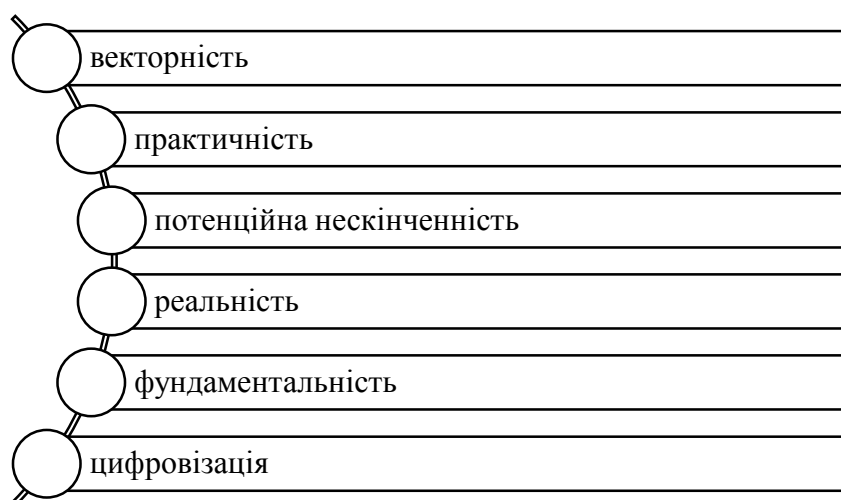 векторність
практичність
потенційна нескінченність
реальність
фундаментальність
цифровізація